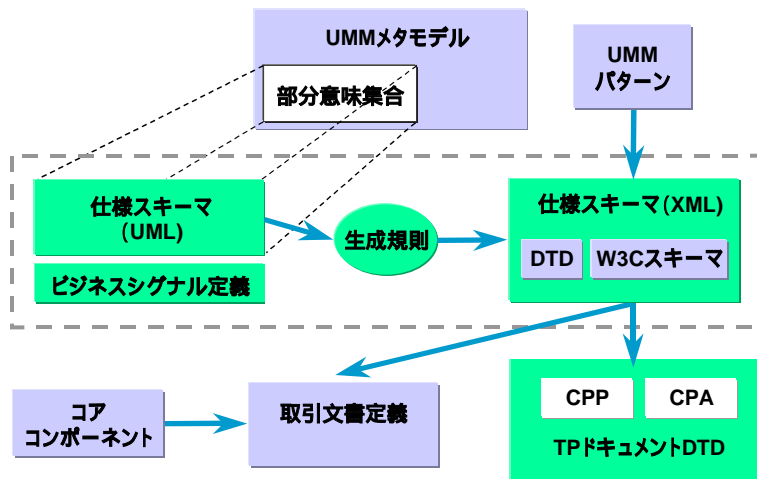 UMMメタモデル
部分意味集合
UMM
パターン
仕様スキーマ
(UML)
ビジネスシグナル定義
生成規則
仕様スキーマ(XML)
DTD
W3Cスキーマ
コア
コンポーネント
取引文書定義
CPP
CPA
TPドキュメントDTD